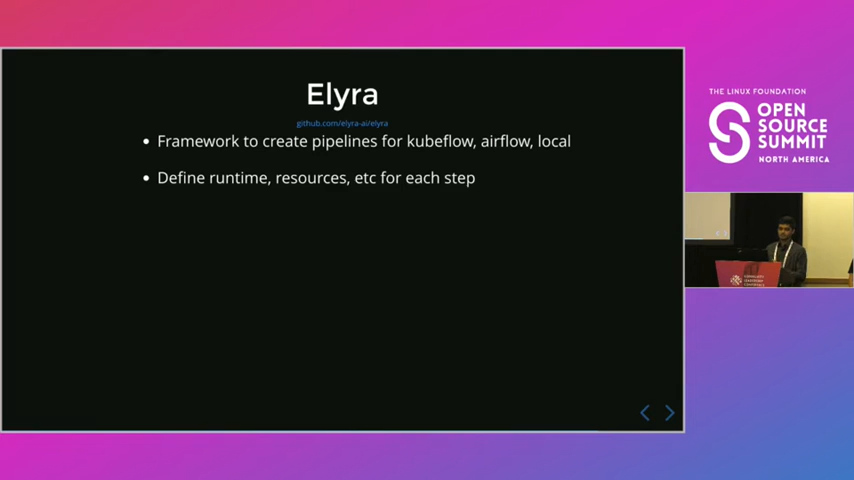 Elyra
github.com/elyra-ai/elyra
Framework to create pipelines for kubeflow, airflow, local
Define runtime, resources, etc for each step
THE LINUX FOUNDATION
OPEN
SOURCE
SUMMIT
NORTH AMERICA